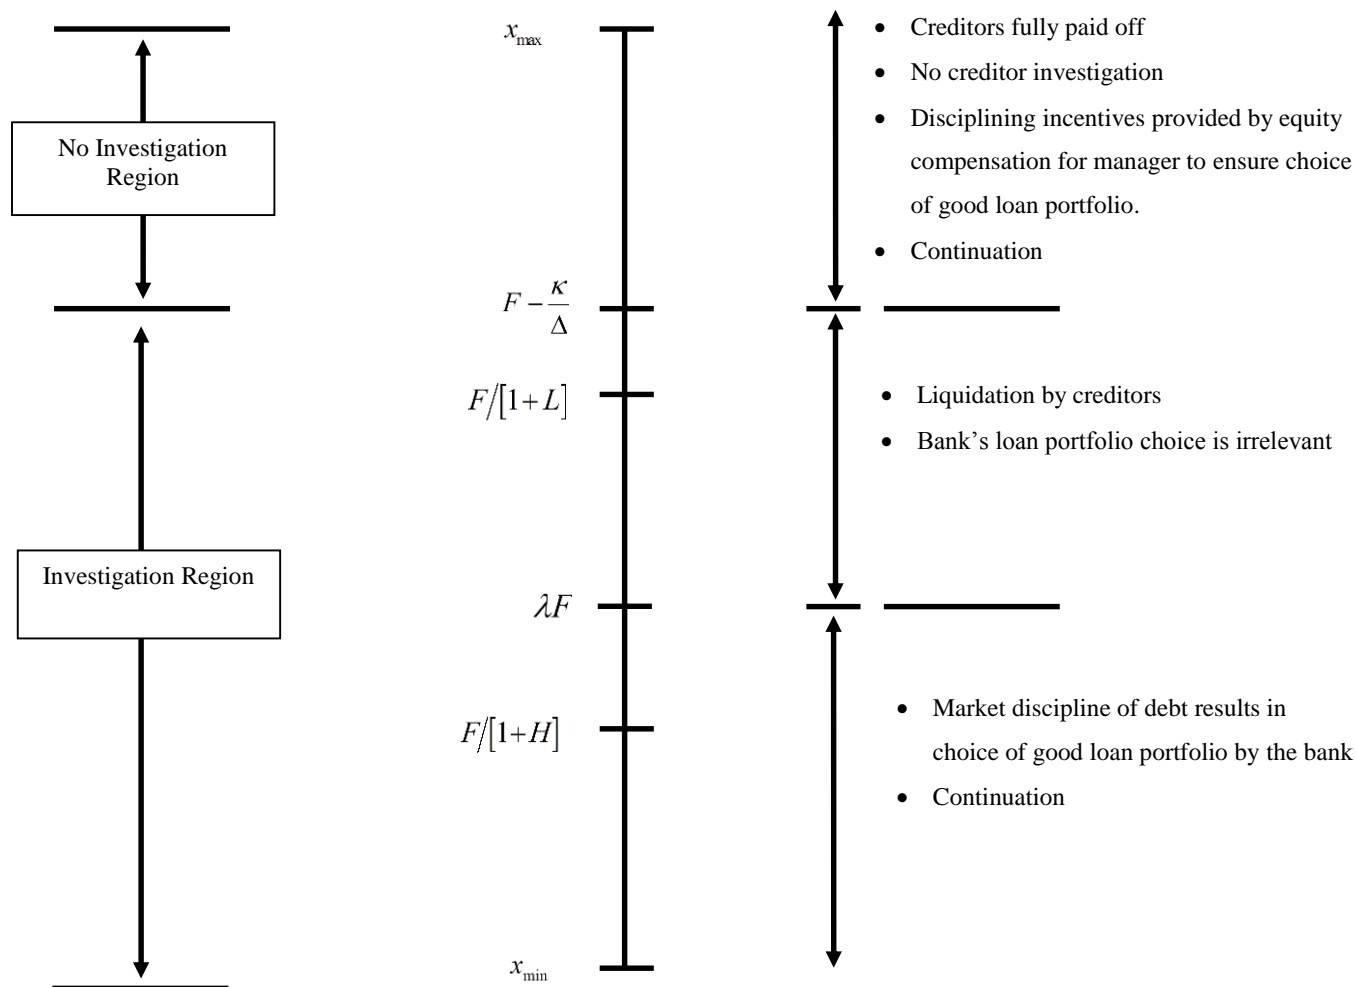 No Investigation
Region
Investigation Region
x_max
F − κ/Δ
F/[1+L]
λF
F/[1+H]
x_min
• Creditors fully paid off
• No creditor investigation
• Disciplining incentives provided by equity
compensation for manager to ensure choice
of good loan portfolio.
• Continuation
• Liquidation by creditors
• Bank’s loan portfolio choice is irrelevant
• Market discipline of debt results in
choice of good loan portfolio by the bank
• Continuation